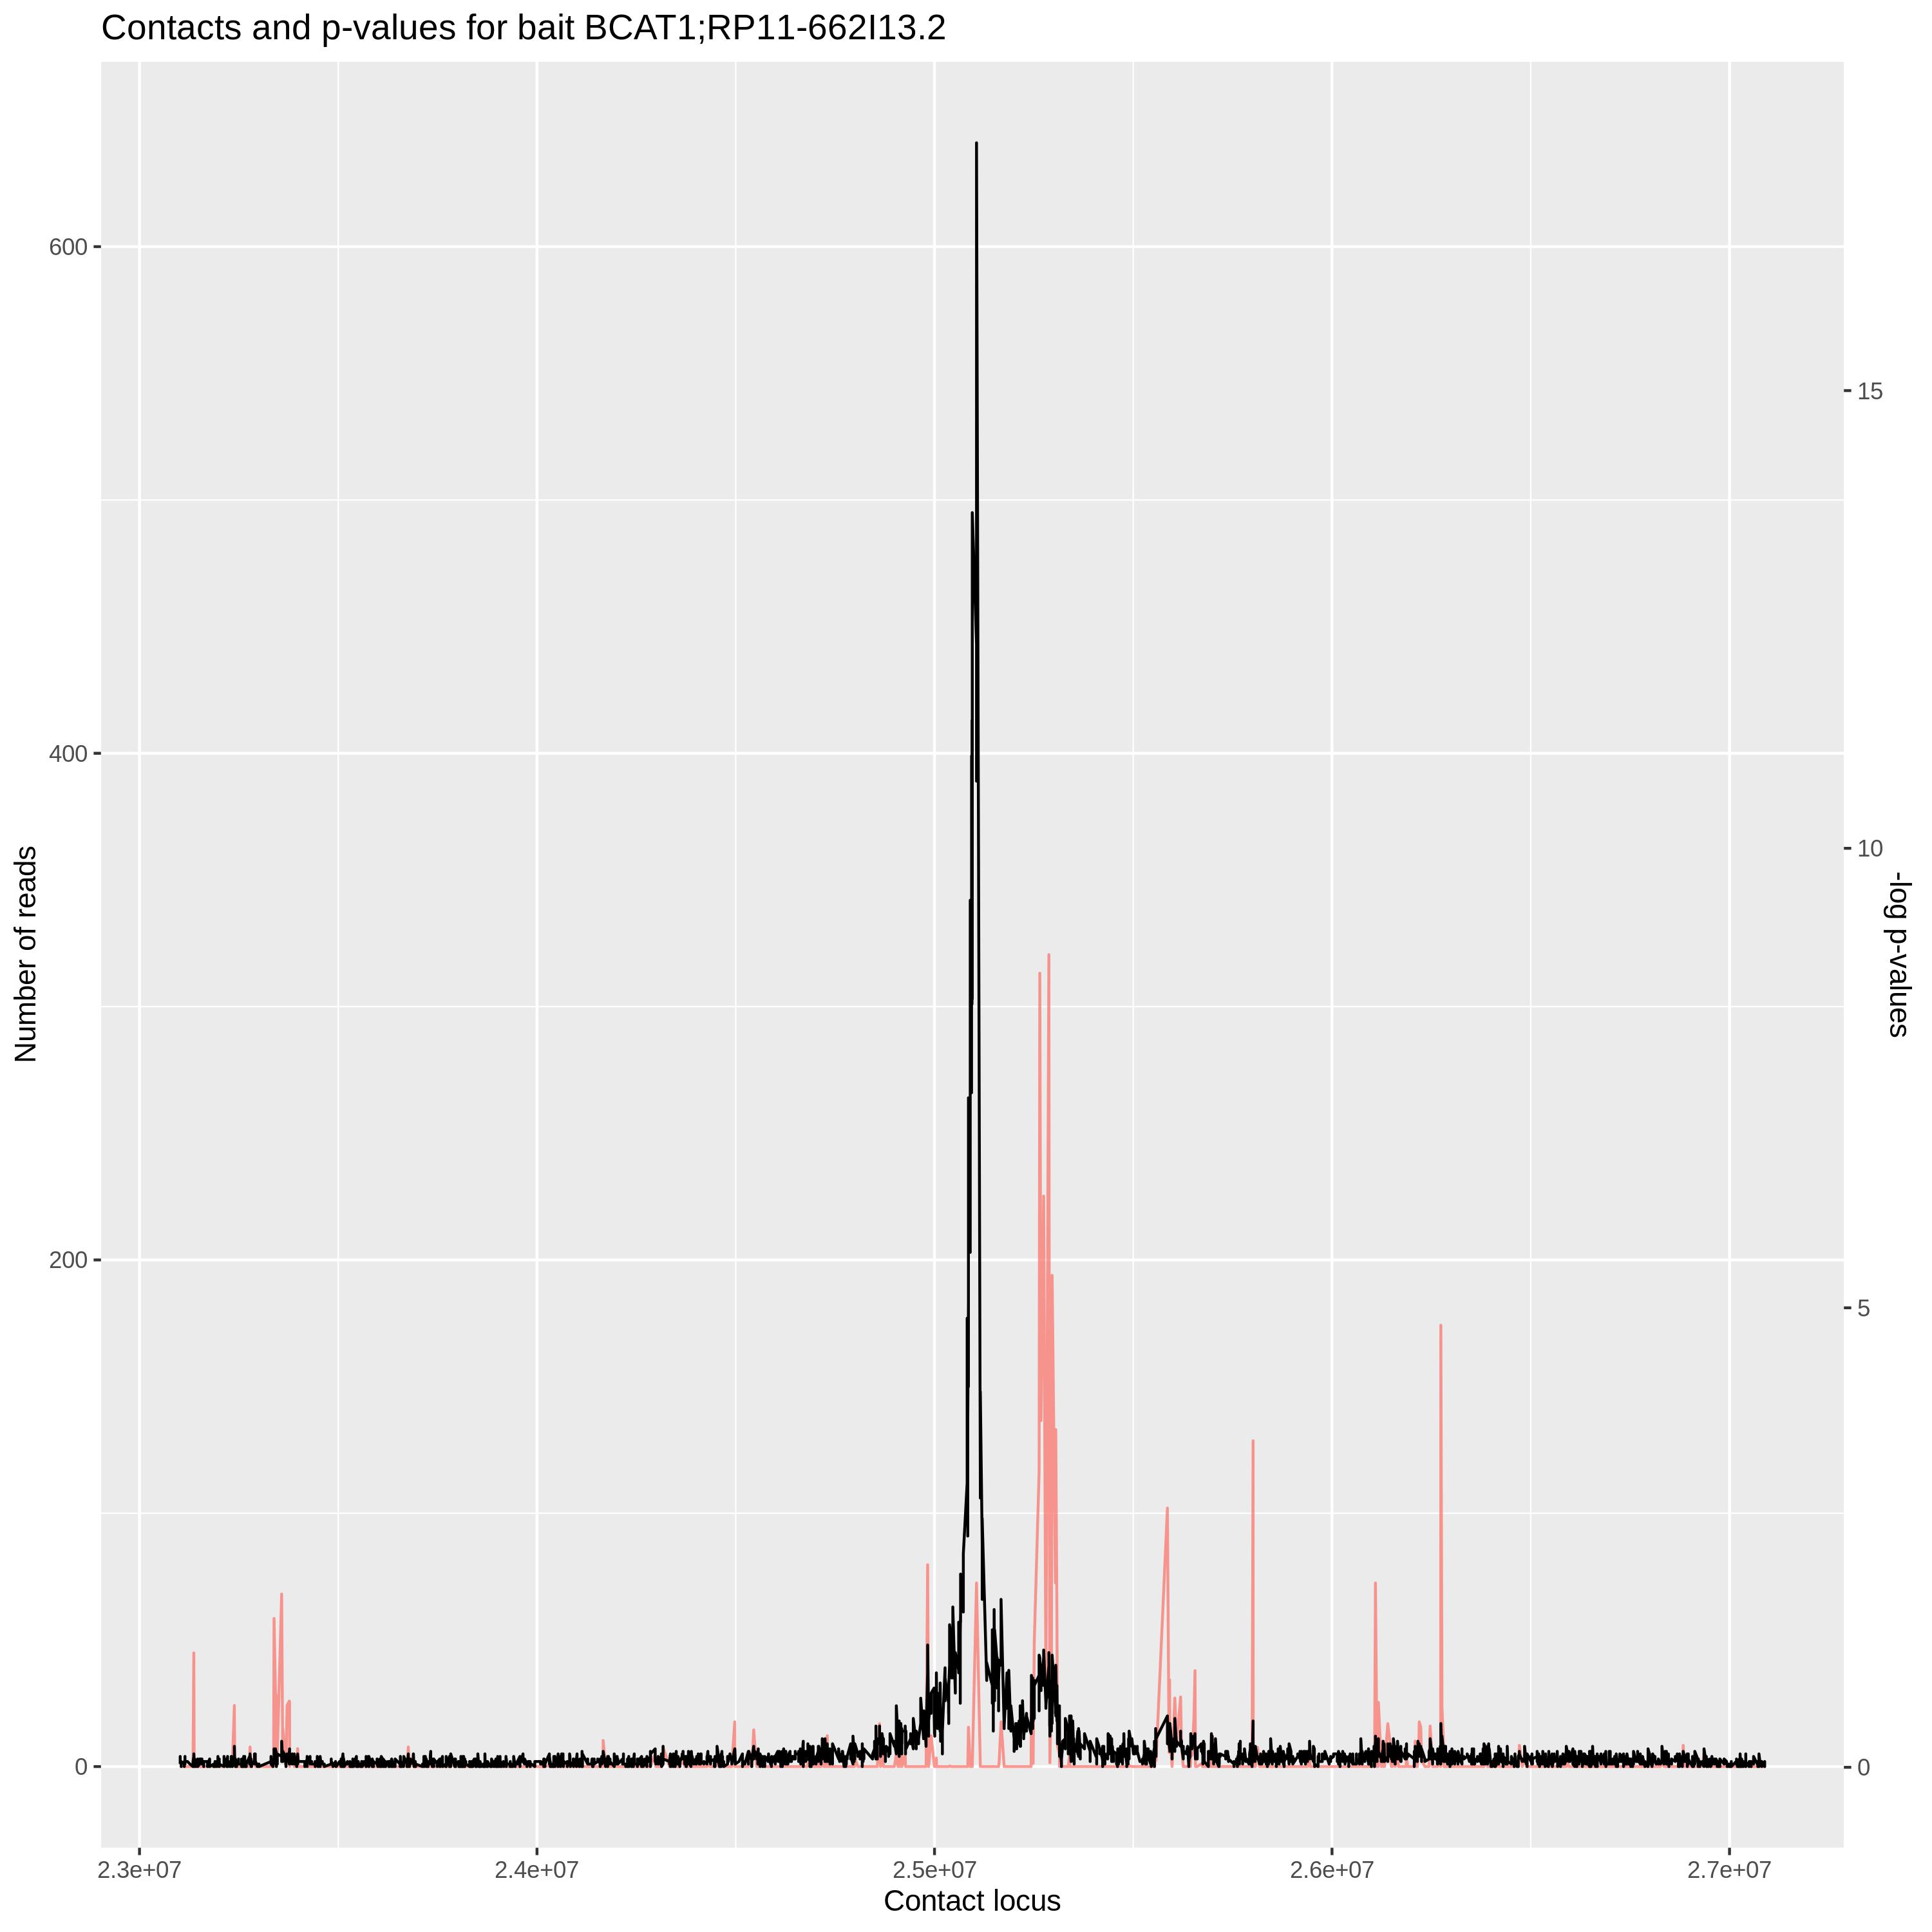 Contacts and p-values for bait BCAT1;RP11-662I13.2
600
400
200
0
Number of reads
15
10
5
0
-log p-values
2.3e+07
2.4e+07
2.5e+07
2.6e+07
2.7e+07
Contact locus